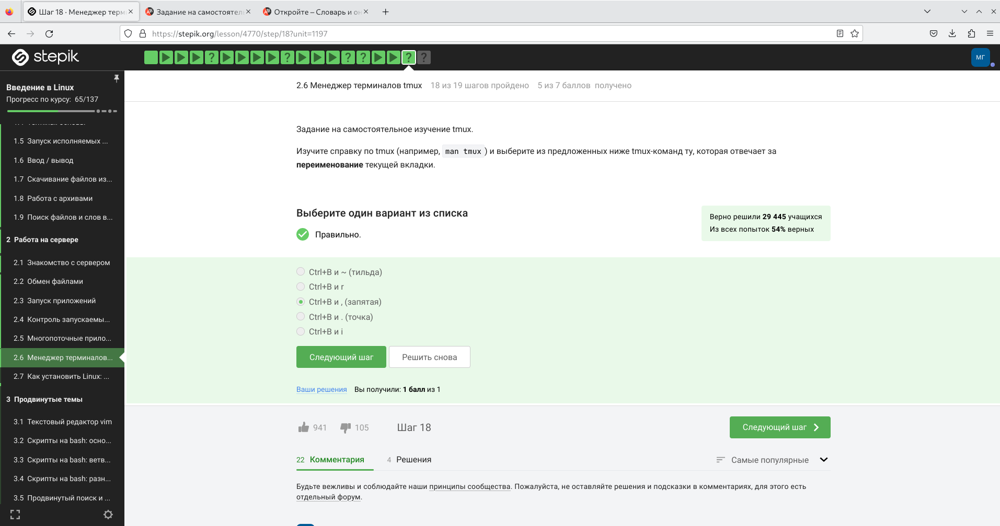 Шаг 18 · Менеджер терм
Задание на самостоятел
Откройте – Словарь и он
https://stepik.org/lesson/4770/step/18?unit=1197
stepik
? ? ? ? ? ?
МГ
Введение в Linux
Прогресс по курсу: 65/137
1.5 Запуск исполняемых ...
1.6 Ввод / вывод
1.7 Скачивание файлов из...
1.8 Работа с архивами
1.9 Поиск файлов и слов в...
2 Работа на сервере
2.1 Знакомство с сервером
2.2 Обмен файлами
2.3 Запуск приложений
2.4 Контроль запускаемы...
2.5 Многопоточные прило...
2.6 Менеджер терминалов...
2.7 Как установить Linux: ...
3 Продвинутые темы
3.1 Текстовый редактор vim
3.2 Скрипты на bash: осно...
3.3 Скрипты на bash: ветв...
3.4 Скрипты на bash: разн...
3.5 Продвинутый поиск и ...
2.6 Менеджер терминалов tmux 18 из 19 шагов пройдено 5 из 7 баллов получено
Задание на самостоятельное изучение tmux.
Изучите справку по tmux (например, man tmux ) и выберите из предложенных ниже tmux-команд ту, которая отвечает за
переименование текущей вкладки.
Выберите один вариант из списка
Правильно.
Верно решили 29 445 учащихся
Из всех попыток 54% верных
Ctrl+B и ~ (тильда)
Ctrl+B и r
Ctrl+B и , (запятая)
Ctrl+B и . (точка)
Ctrl+B и i
Следующий шаг Решить снова
Ваши решения Вы получили: 1 балл из 1
941 105 Шаг 18 Следующий шаг
22 Комментария 4 Решения Самые популярные
Будьте вежливы и соблюдайте наши принципы сообщества. Пожалуйста, не оставляйте решения и подсказки в комментариях, для этого есть
отдельный форум.